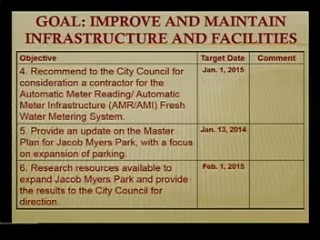 GOAL: IMPROVE AND MAINTAIN
INFRASTRUCTURE AND FACILITIES
Objective Target Date Comment
4. Recommend to the City Council for Jan. 1, 2015
consideration a contractor for the
Automatic Meter Reading/ Automatic
Meter Infrastructure (AMR/AMI) Fresh
Water Metering System.
5. Provide an update on the Master Jan. 13, 2014
Plan for Jacob Myers Park, with a focus
on expansion of parking.
6. Research resources available to Feb. 1, 2015
expand Jacob Myers Park and provide
the results to the City Council for
direction.